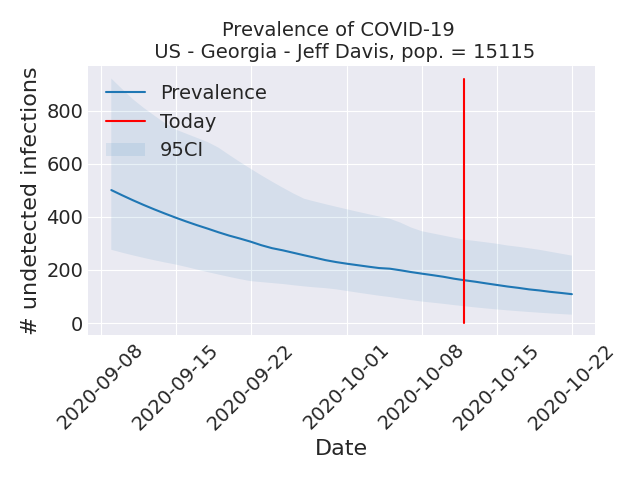 Prevalence of COVID-19
US - Georgia - Jeff Davis, pop. = 15115
# undetected infections
800
600
400
200
0
Prevalence
Today
95CI
2020-09-08
2020-09-15
2020-09-22
2020-10-01
2020-10-08
2020-10-15
2020-10-22
Date